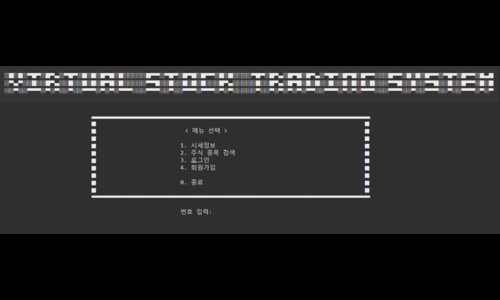 VIRTUAL STOCK TRADING SYSTEM
< 메뉴 선택 >
1. 시세정보
2. 주식 종목 검색
3. 로그인
4. 회원가입
0. 종료
번호 입력: